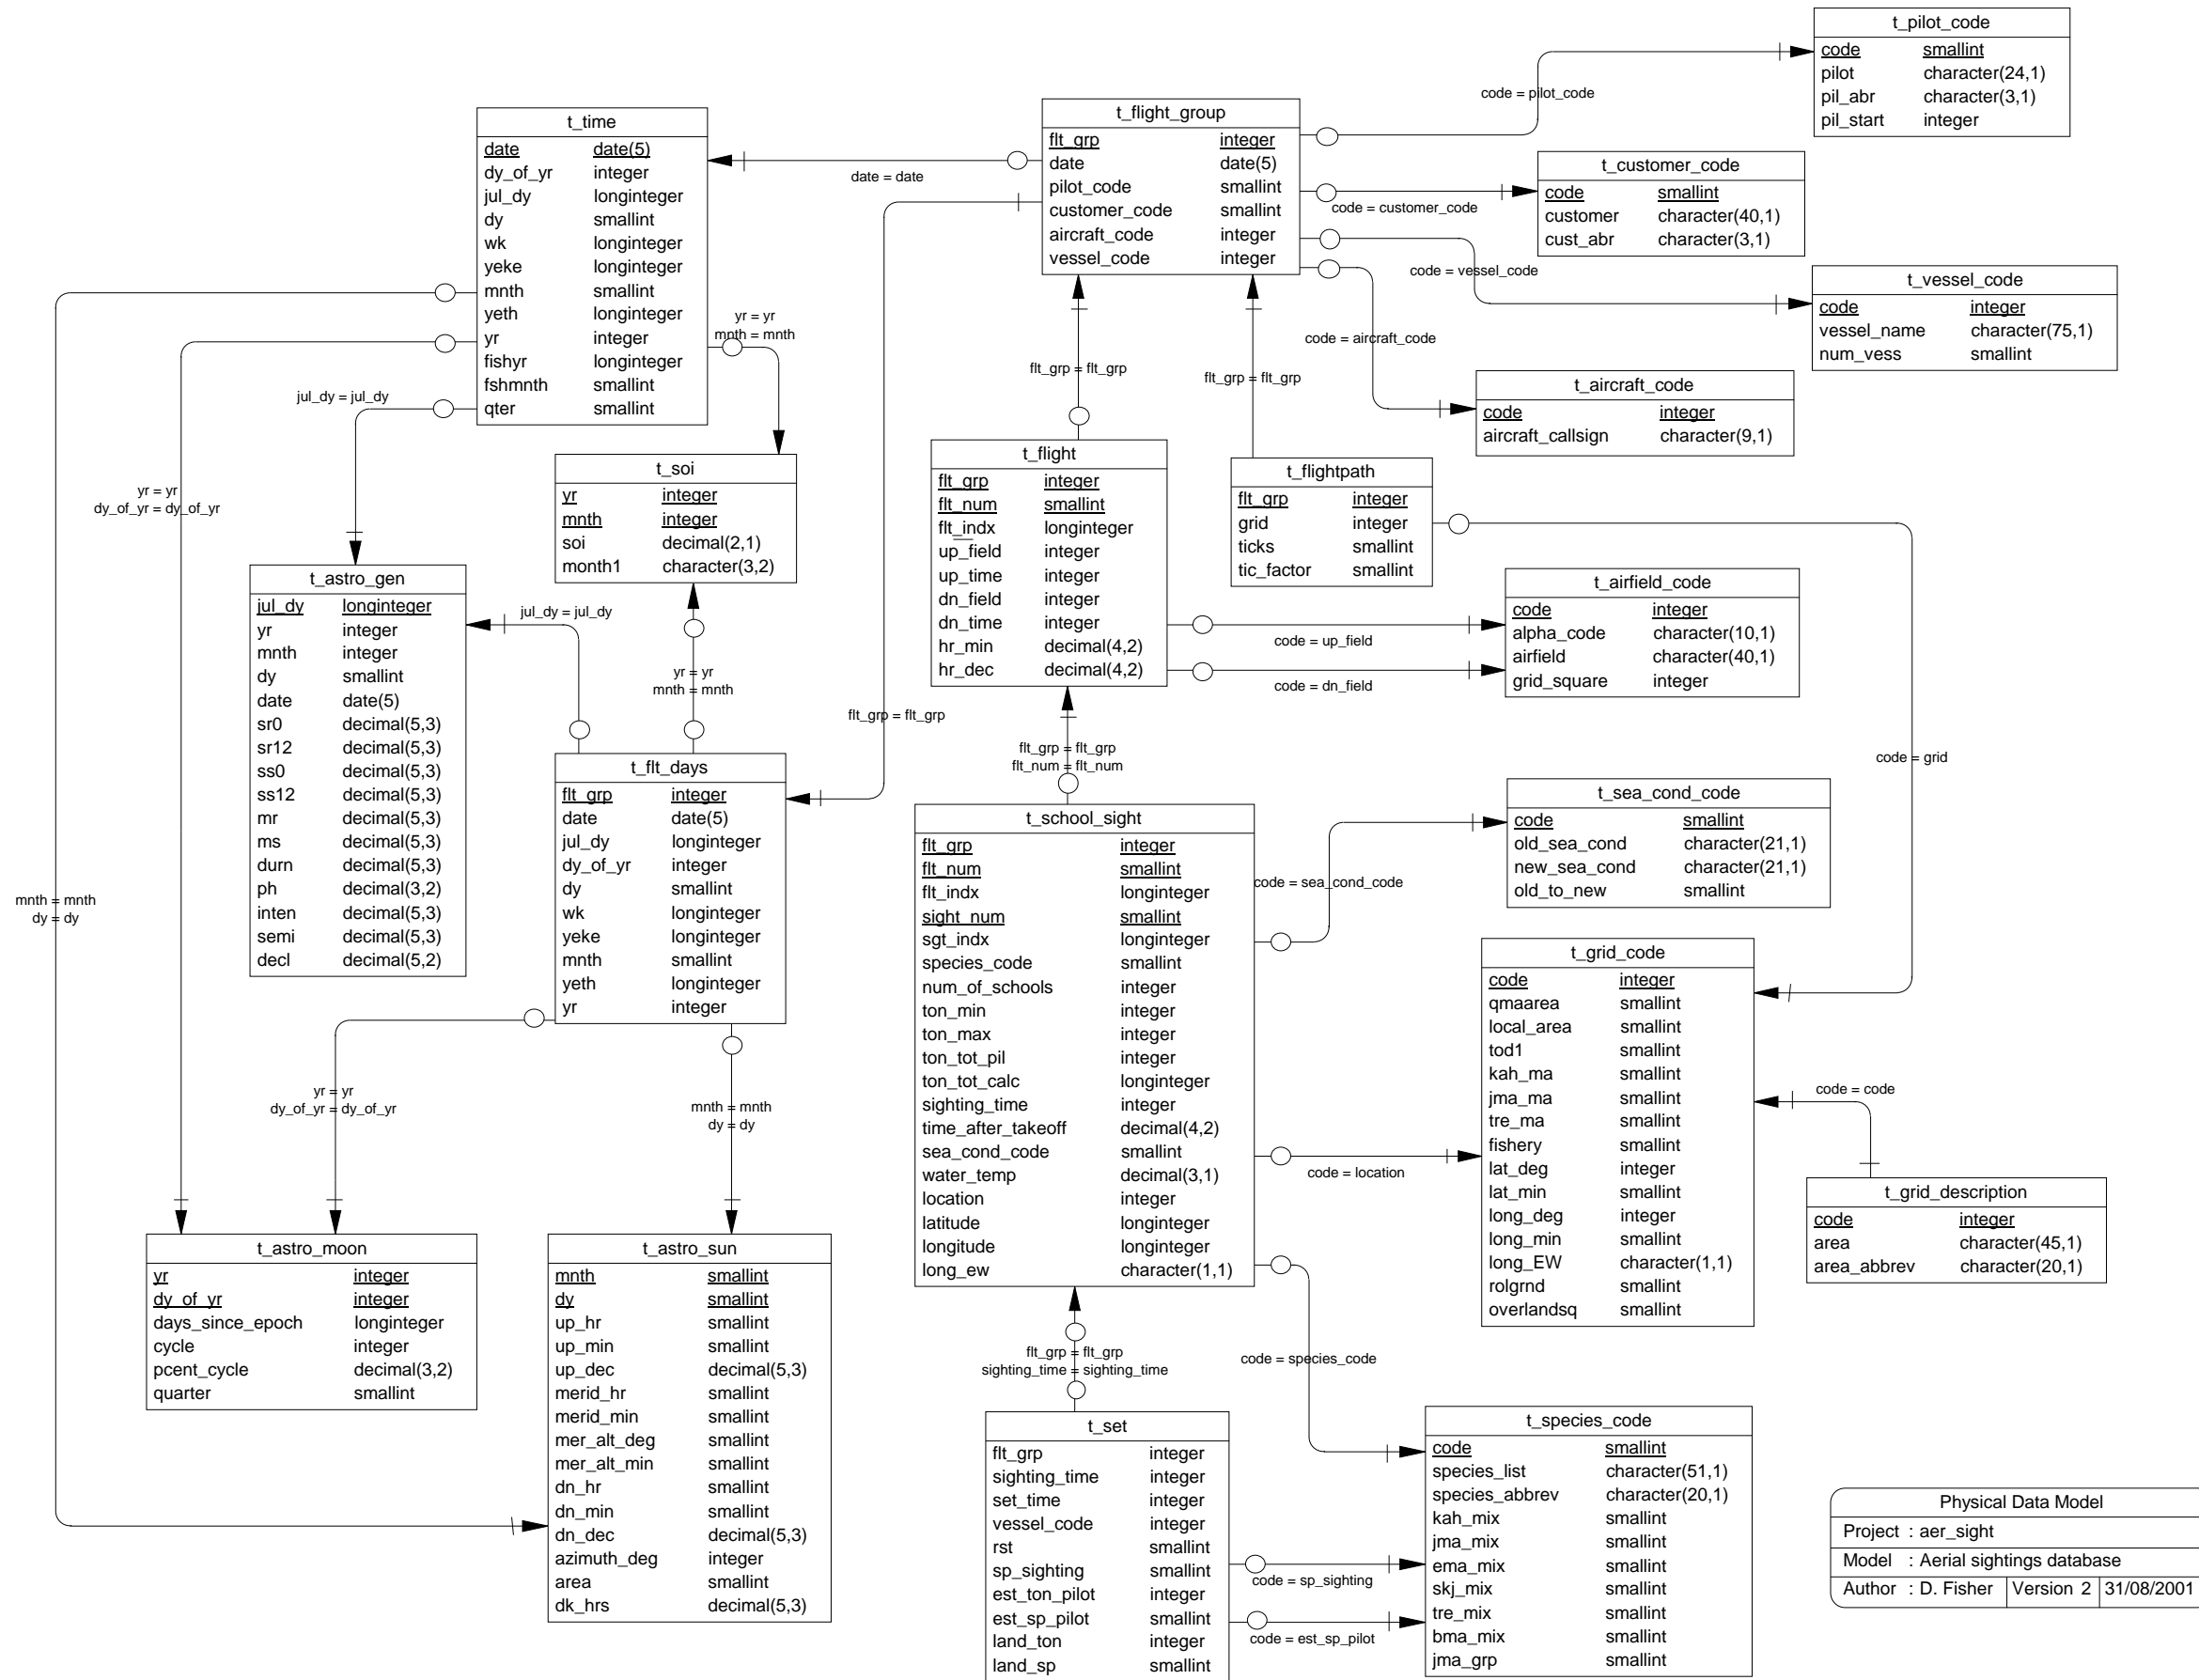 t_pilot_code
code smallint
pilot character(24,1)
pil_abr character(3,1)
pil_start integer
code = pilot_code
t_time
date date(5)
dy_of_yr integer
jul_dy longinteger
dy smallint
wk longinteger
yeke longinteger
mnth smallint
yeth longinteger
yr integer
fishyr longinteger
fshmnth smallint
qter smallint
date = date
t_flight_group
flt_grp integer
date date(5)
pilot_code smallint
customer_code smallint
aircraft_code integer
vessel_code integer
t_customer_code
code smallint
customer character(40,1)
cust_abr character(3,1)
code = customer_code
code = vessel_code
t_vessel_code
code integer
vessel_name character(75,1)
num_vess smallint
code = aircraft_code
t_aircraft_code
code integer
aircraft_callsign character(9,1)
yr = yr
mnth = mnth
jul_dy = jul_dy
flt_grp = flt_grp
flt_grp = flt_grp
yr = yr
dy_of_yr = dy_of_yr
t_soi
yr integer
mnth integer
soi decimal(2,1)
month1 character(3,2)
t_flight
flt_grp integer
flt_num smallint
flt_indx longinteger
up_field integer
up_time integer
dn_field integer
dn_time integer
hr_min decimal(4,2)
hr_dec decimal(4,2)
t_flightpath
flt_grp integer
grid integer
ticks smallint
tic_factor smallint
t_airfield_code
code integer
alpha_code character(10,1)
airfield character(40,1)
grid_square integer
code = up_field
code = dn_field
t_astro_gen
jul_dy longinteger
yr integer
mnth integer
dy smallint
date date(5)
sr0 decimal(5,3)
sr12 decimal(5,3)
ss0 decimal(5,3)
ss12 decimal(5,3)
mr decimal(5,3)
ms decimal(5,3)
durn decimal(5,3)
ph decimal(3,2)
inten decimal(5,3)
semi decimal(5,3)
decl decimal(5,2)
jul_dy = jul_dy
yr = yr
mnth = mnth
flt_grp = flt_grp
flt_grp = flt_grp
flt_num = flt_num
code = grid
t_flt_days
flt_grp integer
date date(5)
jul_dy longinteger
dy_of_yr integer
dy smallint
wk longinteger
yeke longinteger
mnth smallint
yeth longinteger
yr integer
t_school_sight
flt_grp integer
flt_num smallint
flt_indx longinteger
sight_num smallint
sgt_indx longinteger
species_code smallint
num_of_schools integer
ton_min integer
ton_max integer
ton_tot_pil integer
ton_tot_calc longinteger
sighting_time integer
time_after_takeoff decimal(4,2)
sea_cond_code smallint
water_temp decimal(3,1)
location integer
latitude longinteger
longitude longinteger
long_ew character(1,1)
t_sea_cond_code
code smallint
old_sea_cond character(21,1)
new_sea_cond character(21,1)
old_to_new smallint
code = sea_cond_code
mnth = mnth
dy = dy
t_grid_code
code integer
qmaarea smallint
local_area smallint
tod1 smallint
kah_ma smallint
jma_ma smallint
tre_ma smallint
fishery smallint
lat_deg integer
lat_min smallint
long_deg integer
long_min smallint
long_EW character(1,1)
rolgrnd smallint
overlandsq smallint
code = code
code = location
t_grid_description
code integer
area character(45,1)
area_abbrev character(20,1)
yr = yr
dy_of_yr = dy_of_yr
mnth = mnth
dy = dy
t_astro_moon
yr integer
dy_of_yr integer
days_since_epoch longinteger
cycle integer
pcent_cycle decimal(3,2)
quarter smallint
t_astro_sun
mnth smallint
dy smallint
up_hr smallint
up_min smallint
up_dec decimal(5,3)
merid_hr smallint
merid_min smallint
mer_alt_deg smallint
mer_alt_min smallint
dn_hr smallint
dn_min smallint
dn_dec decimal(5,3)
azimuth_deg integer
area smallint
dk_hrs decimal(5,3)
flt_grp = flt_grp
sighting_time = sighting_time
code = species_code
t_set
flt_grp integer
sighting_time integer
set_time integer
vessel_code integer
rst smallint
sp_sighting smallint
est_ton_pilot integer
est_sp_pilot smallint
land_ton integer
land_sp smallint
code = sp_sighting
code = est_sp_pilot
t_species_code
code smallint
species_list character(51,1)
species_abbrev character(20,1)
kah_mix smallint
jma_mix smallint
ema_mix smallint
skj_mix smallint
tre_mix smallint
bma_mix smallint
jma_grp smallint
Physical Data Model
Project : aer_sight
Model : Aerial sightings database
Author : D. Fisher Version 2 31/08/2001